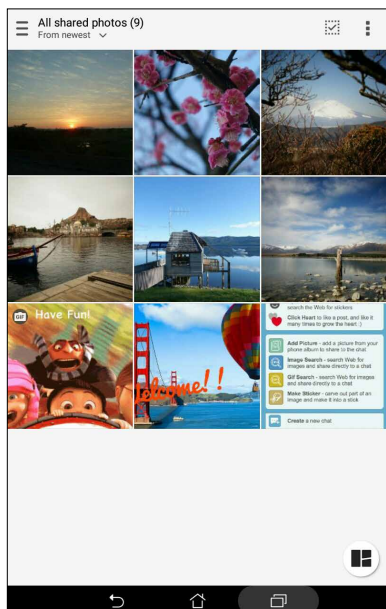 All shared photos (9)
From newest
GIF Have Fun!
Welcome!!
search the Web for stickers
Click Heart to like a post, and like it
many times to grow the heart :)
Add Picture - add a picture from your
phone album to share to the chat
Image Search - search Web for
images and share directly to a chat
Gif Search - search Web for images
and share directly to a chat
Make Sticker - carve out part of an
image and make it into a stick
Create a new chat